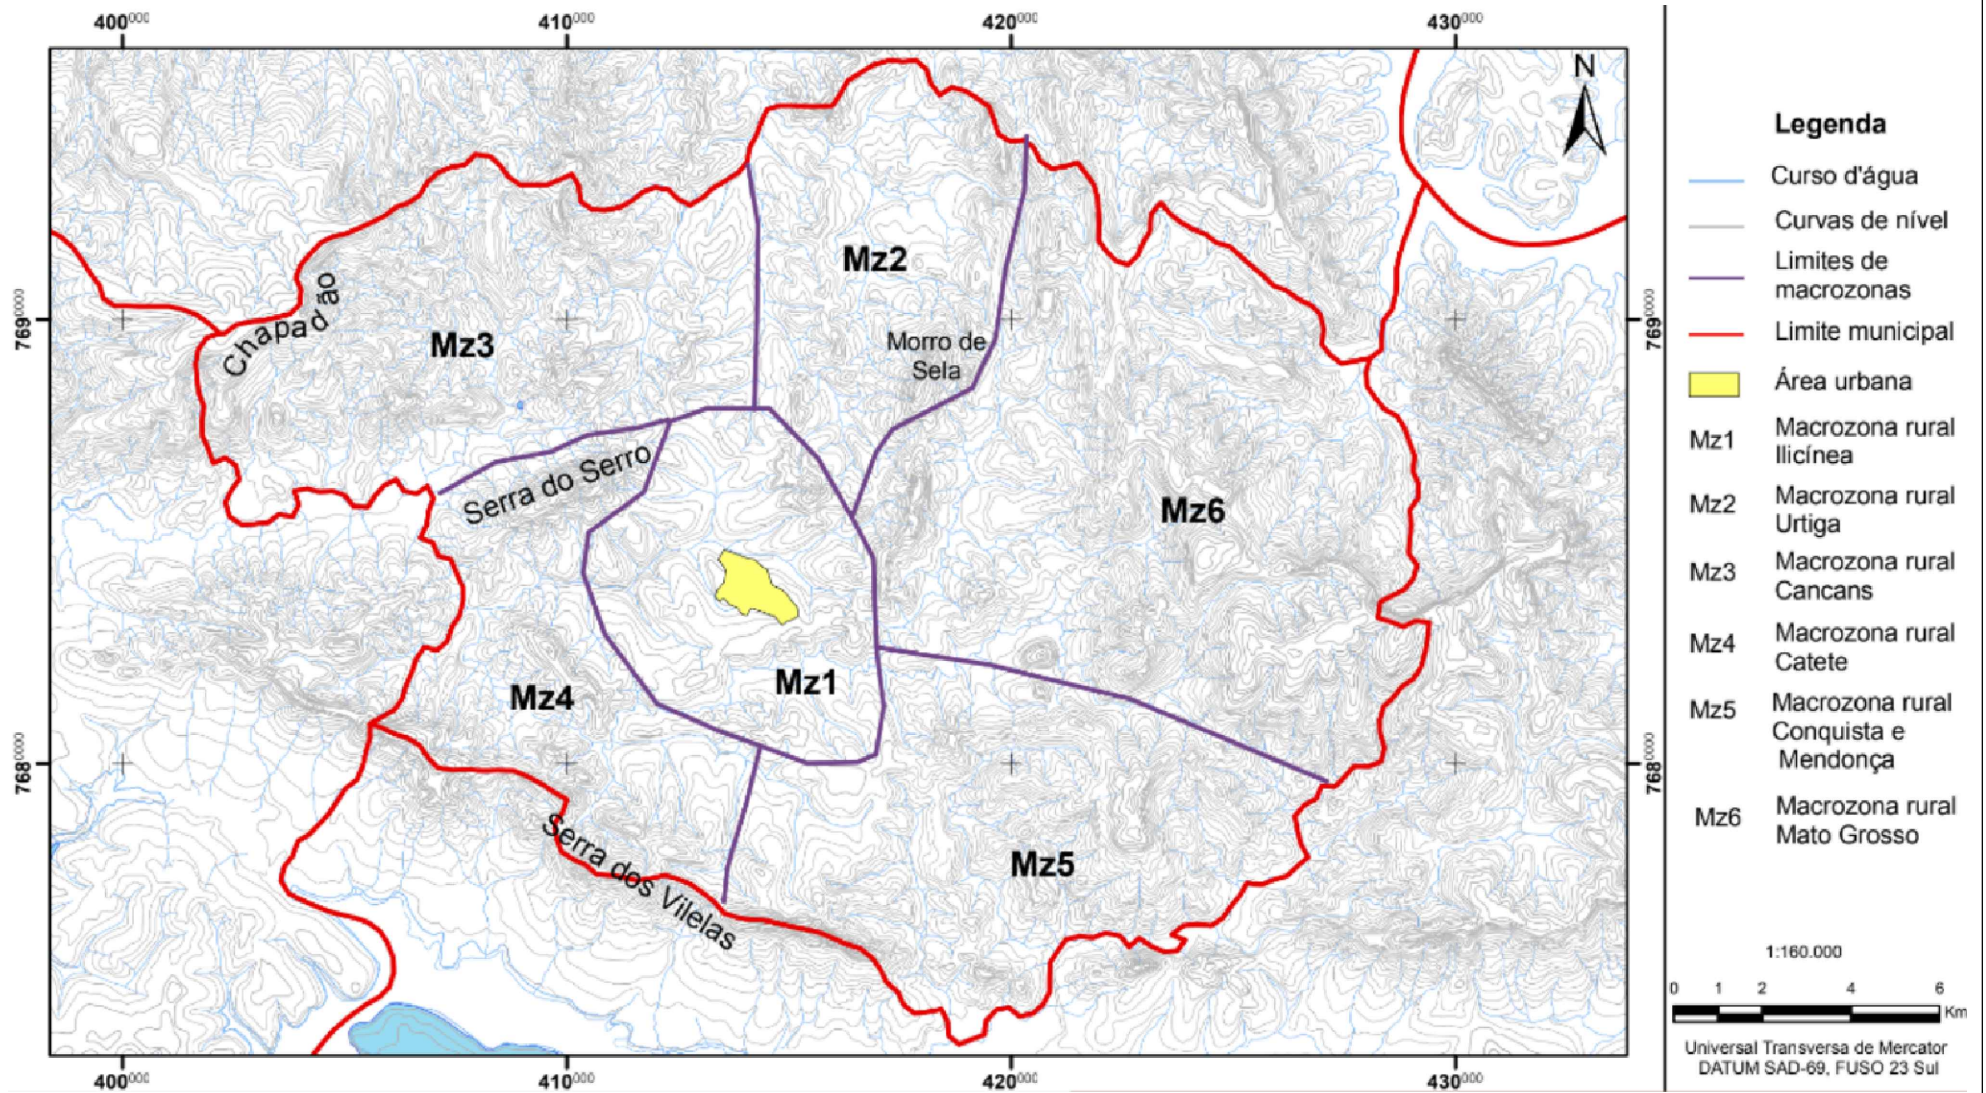 400000 410000 420000 430000
N
Mz2
Chapadão
Mz3
Morro de
Sela
7690000 7690000
Serra do Serro
Mz6
Mz1
Mz4
7680000 7680000
Serra dos Vilelas
Mz5
400000 410000 420000 430000
Legenda
Curso d'água
Curvas de nível
Limites de
macrozonas
Limite municipal
Área urbana
Mz1 Macrozona rural
Ilicínea
Mz2 Macrozona rural
Urtiga
Mz3 Macrozona rural
Cancans
Mz4 Macrozona rural
Catete
Mz5 Macrozona rural
Conquista e
Mendonça
Mz6 Macrozona rural
Mato Grosso
1:160.000
0 1 2 4 6
Km
Universal Transversa de Mercator
DATUM SAD-69, FUSO 23 Sul